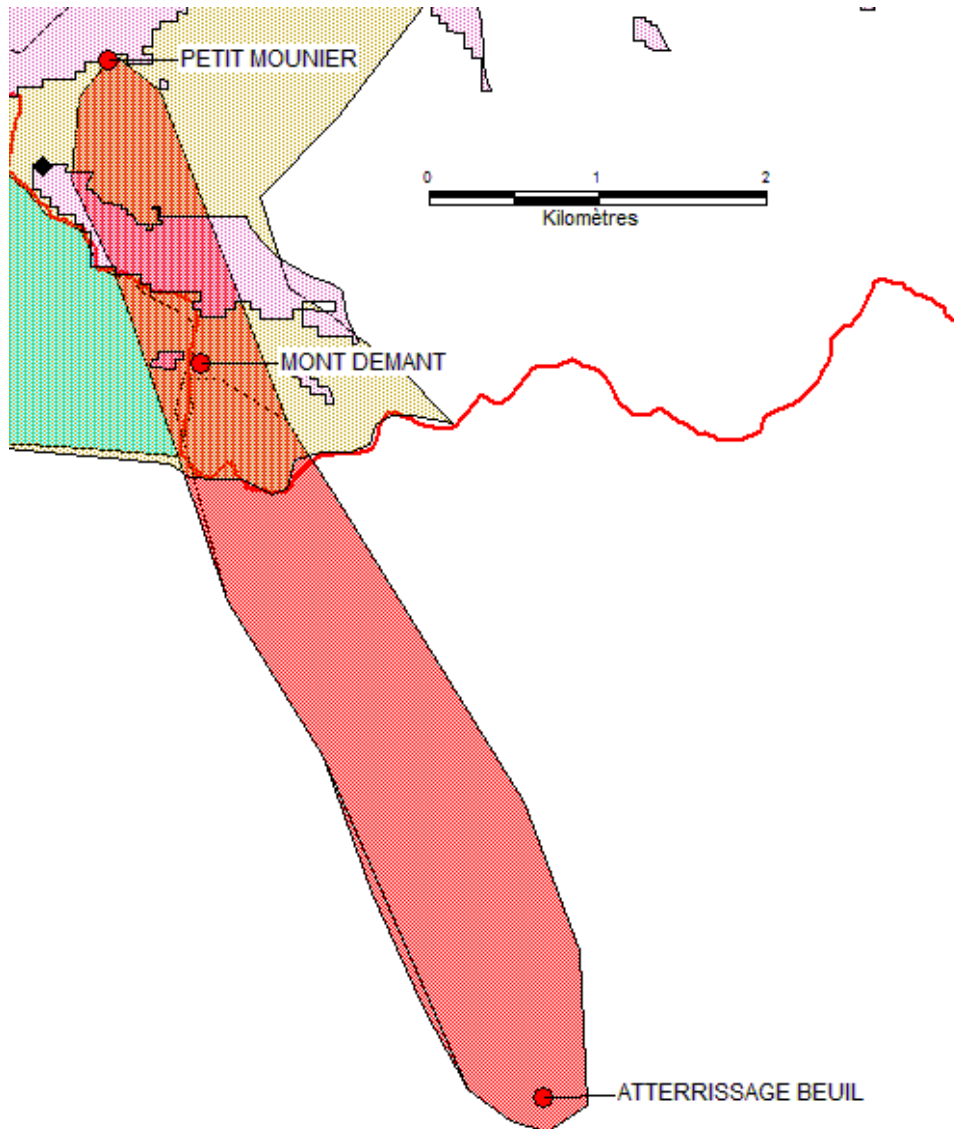 PETIT MOUNIER
0 1 2
Kilomètres
MONT DEMANT
ATTERRISSAGE BEUIL